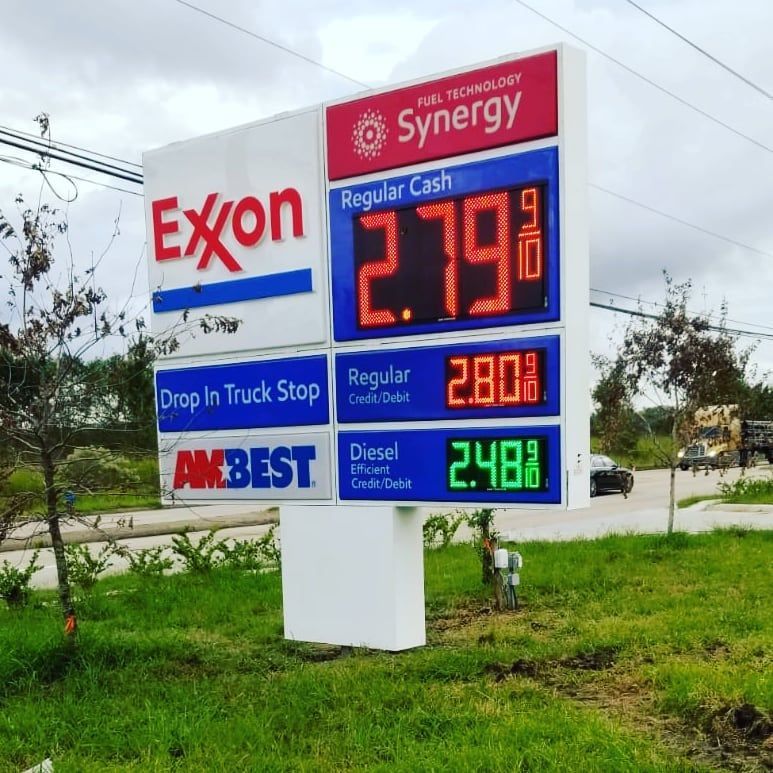 Exxon
Drop In Truck Stop
AMBEST
FUEL TECHNOLOGY
Synergy
Regular Cash
2.79 9/10
Regular
Credit/Debit
2.80 9/10
Diesel
Efficient
Credit/Debit
2.48 9/10